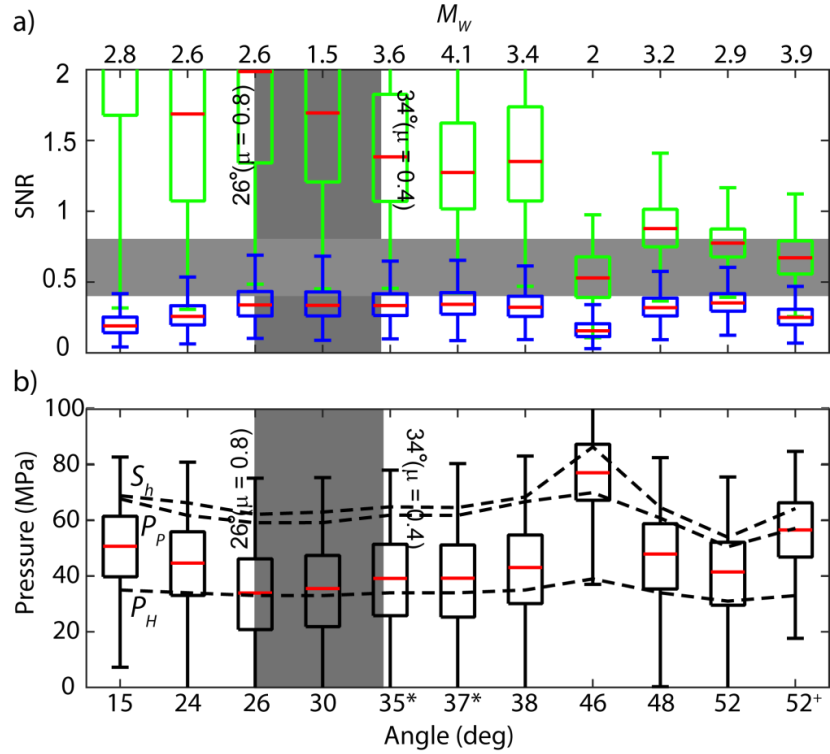 a)
M_W
2.8 2.6 2.6 1.5 3.6 4.1 3.4 2 3.2 2.9 3.9
2
1.5
1
0.5
0
SNR
26°(μ = 0.8)
34°(μ = 0.4)
b)
100
80
60
40
20
0
Pressure (MPa)
S_h
P_P
P_H
26°(μ = 0.8)
34°(μ = 0.4)
15 24 26 30 35* 37* 38 46 48 52 52⁺
Angle (deg)